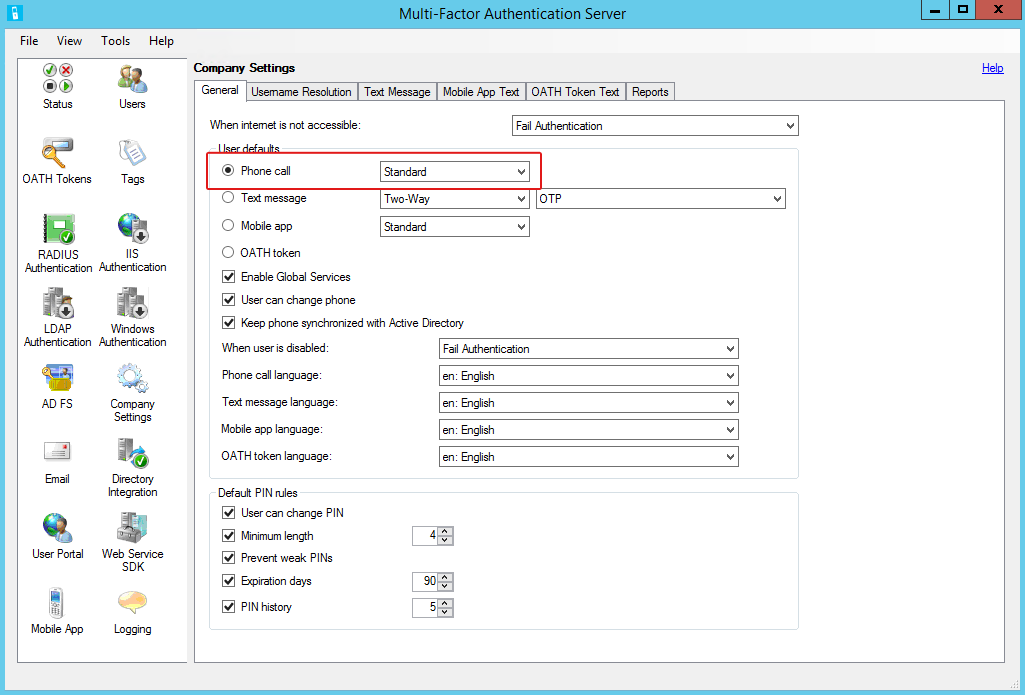 Multi-Factor Authentication Server
File View Tools Help
Status
Users
OATH Tokens
Tags
RADIUS
Authentication
IIS
Authentication
LDAP
Authentication
Windows
Authentication
AD FS
Company
Settings
Email
Directory
Integration
User Portal
Web Service
SDK
Mobile App
Logging
Company Settings
Help
General Username Resolution Text Message Mobile App Text OATH Token Text Reports
When internet is not accessible: Fail Authentication
User defaults
Phone call Standard
Text message Two-Way OTP
Mobile app Standard
OATH token
Enable Global Services
User can change phone
Keep phone synchronized with Active Directory
When user is disabled: Fail Authentication
Phone call language: en: English
Text message language: en: English
Mobile app language: en: English
OATH token language: en: English
Default PIN rules
User can change PIN
Minimum length 4
Prevent weak PINs
Expiration days 90
PIN history 5